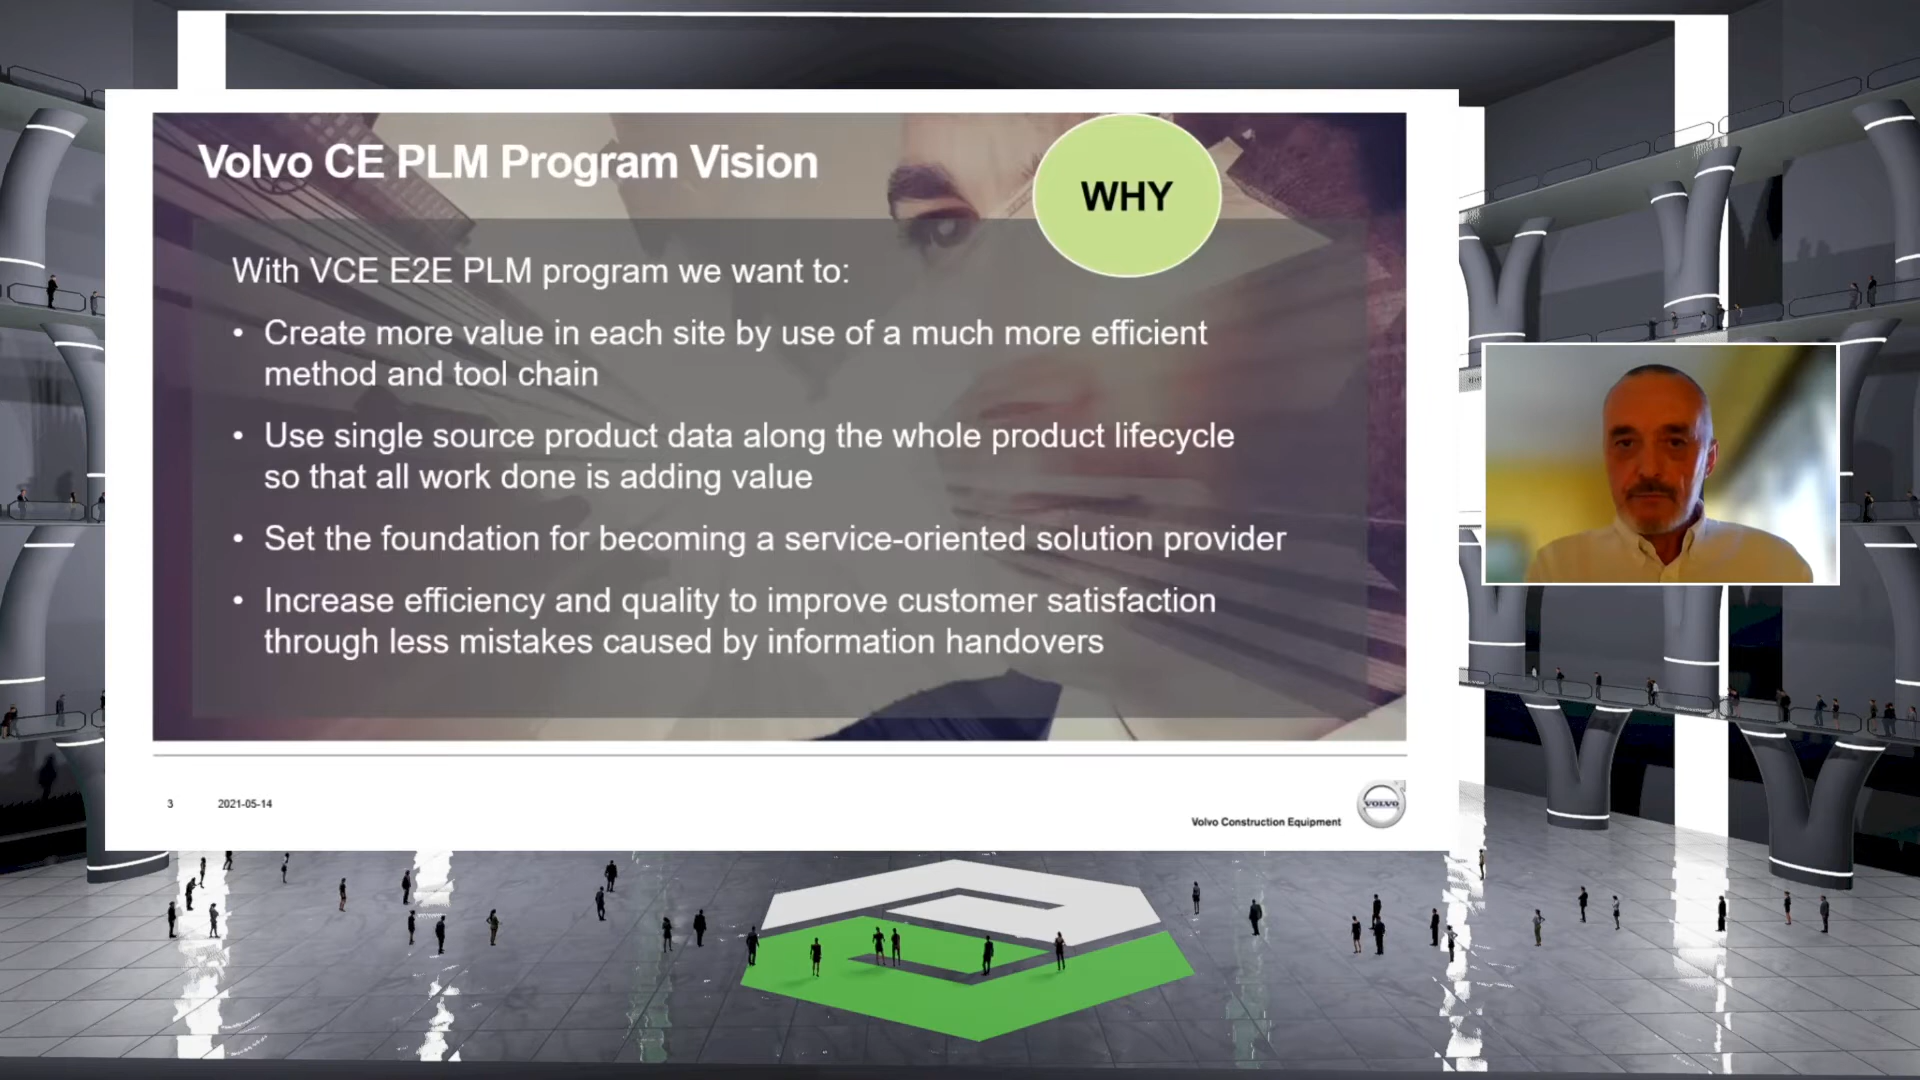 Volvo CE PLM Program Vision
WHY
With VCE E2E PLM program we want to:
• Create more value in each site by use of a much more efficient
method and tool chain
• Use single source product data along the whole product lifecycle
so that all work done is adding value
• Set the foundation for becoming a service-oriented solution provider
• Increase efficiency and quality to improve customer satisfaction
through less mistakes caused by information handovers
3
2021-05-14
Volvo Construction Equipment
VOLVO